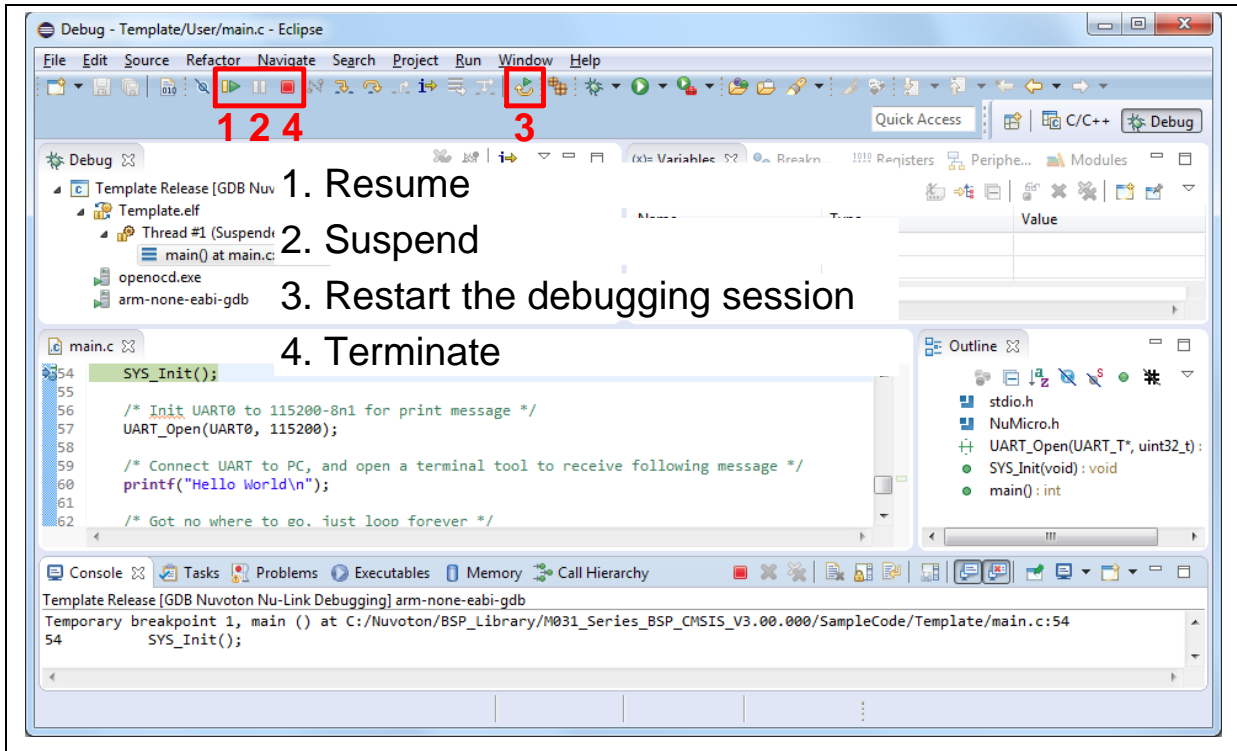 Debug - Template/User/main.c - Eclipse
File Edit Source Refactor Navigate Search Project Run Window Help
1 2 4 3
Quick Access C/C++ Debug
Debug (x)= Variables Breakp... Registers Periphe... Modules
Template Release [GDB Nuv
1. Resume
Template.elf
Name Type Value
Thread #1 (Suspende
2. Suspend
main() at main.c:
openocd.exe
arm-none-eabi-gdb
3. Restart the debugging session
main.c Outline
4. Terminate
54 SYS_Init();
55
56 /* Init UART0 to 115200-8n1 for print message */
57 UART_Open(UART0, 115200);
58
59 /* Connect UART to PC, and open a terminal tool to receive following message */
60 printf("Hello World\n");
61
62 /* Got no where to go, just loop forever */
stdio.h
NuMicro.h
UART_Open(UART_T*, uint32_t) :
SYS_Init(void) : void
main() : int
Console Tasks Problems Executables Memory Call Hierarchy
Template Release [GDB Nuvoton Nu-Link Debugging] arm-none-eabi-gdb
Temporary breakpoint 1, main () at C:/Nuvoton/BSP_Library/M031_Series_BSP_CMSIS_V3.00.000/SampleCode/Template/main.c:54
54 SYS_Init();